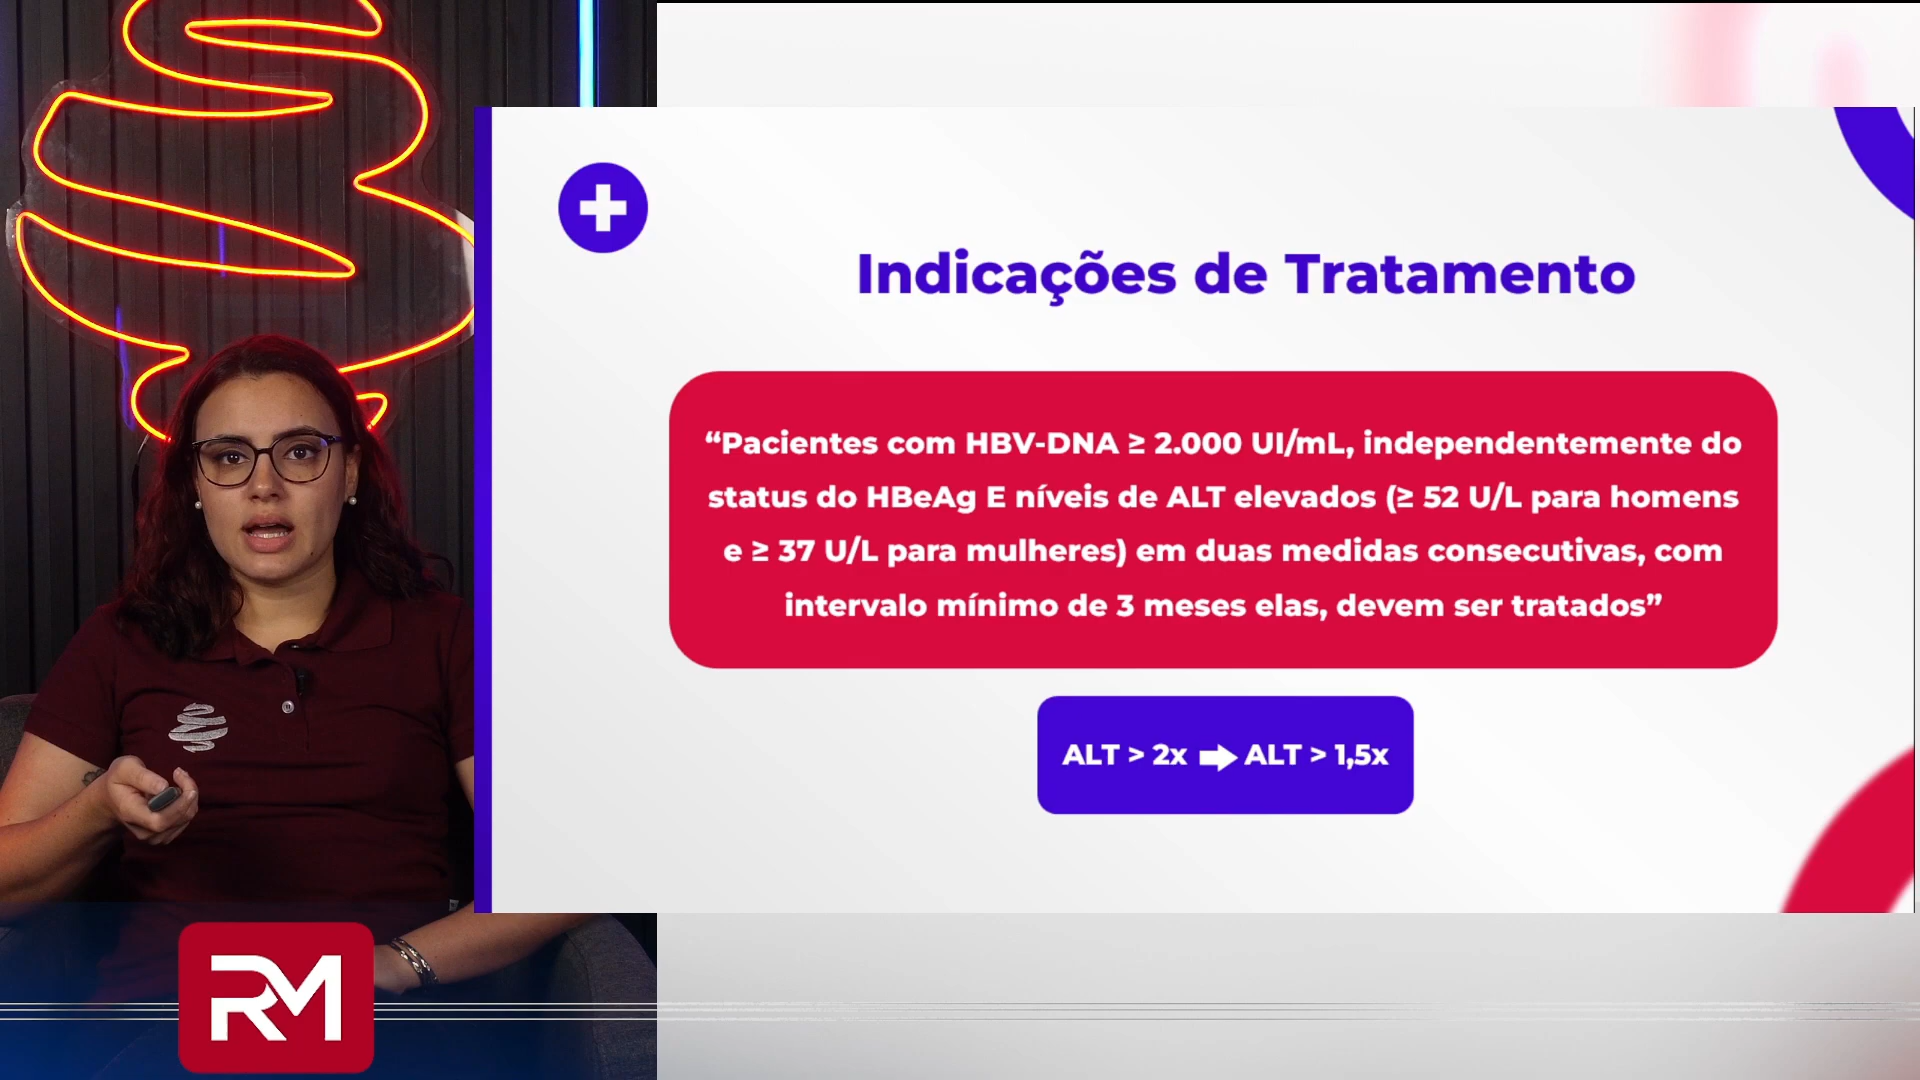 Indicações de Tratamento
“Pacientes com HBV-DNA ≥ 2.000 UI/mL, independentemente do
status do HBeAg E níveis de ALT elevados (≥ 52 U/L para homens
e ≥ 37 U/L para mulheres) em duas medidas consecutivas, com
intervalo mínimo de 3 meses elas, devem ser tratados”
ALT > 2x ➡ ALT > 1,5x
RM